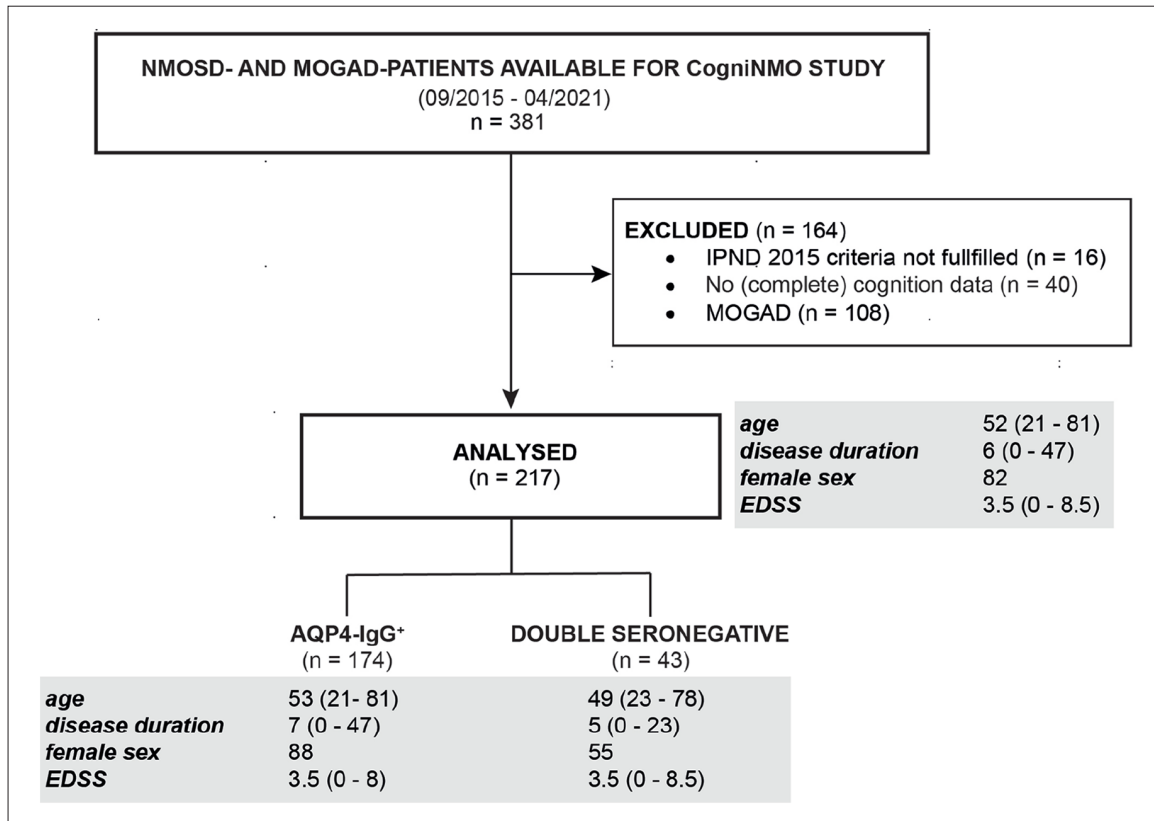 NMOSD- AND MOGAD-PATIENTS AVAILABLE FOR CogniNMO STUDY
(09/2015 - 04/2021)
n = 381
EXCLUDED (n = 164)
• IPND 2015 criteria not fullfilled (n = 16)
• No (complete) cognition data (n = 40)
• MOGAD (n = 108)
ANALYSED
(n = 217)
age 52 (21 - 81)
disease duration 6 (0 - 47)
female sex 82
EDSS 3.5 (0 - 8.5)
AQP4-IgG⁺ DOUBLE SERONEGATIVE
(n = 174) (n = 43)
age 53 (21- 81) 49 (23 - 78)
disease duration 7 (0 - 47) 5 (0 - 23)
female sex 88 55
EDSS 3.5 (0 - 8) 3.5 (0 - 8.5)